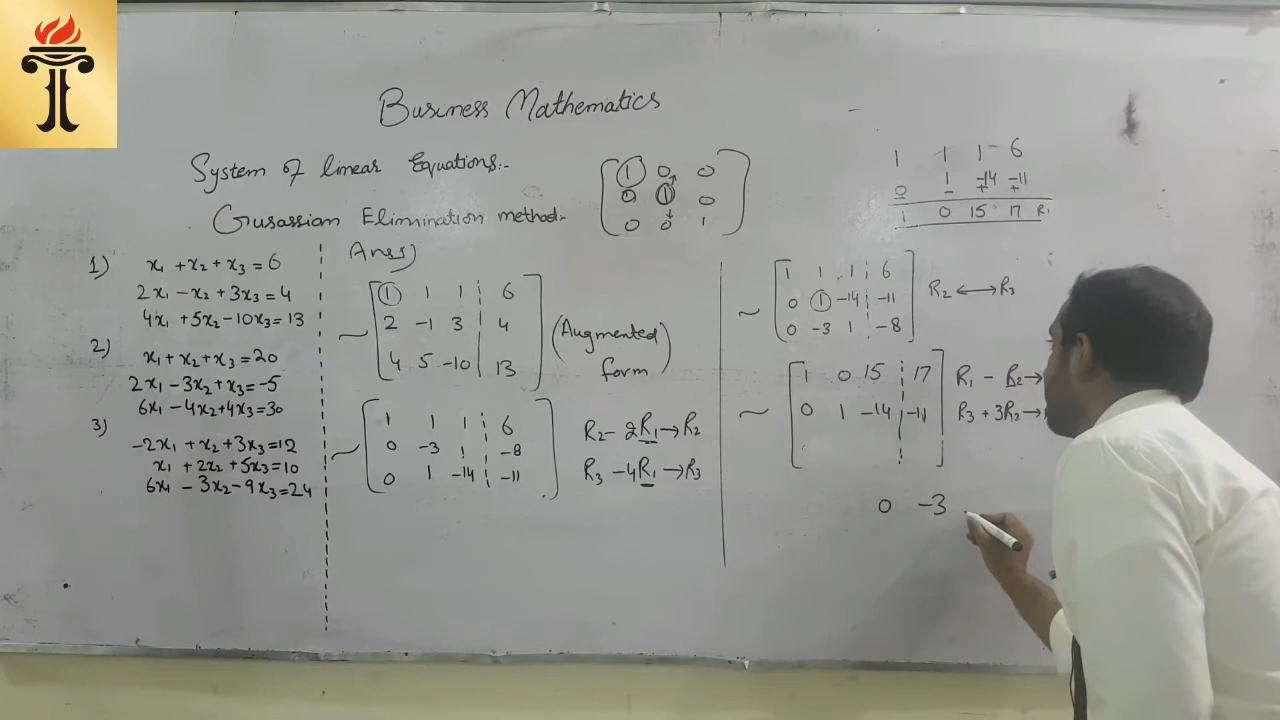 Business Mathematics
System of linear Equations:-
Gusassian Elimination method:-
1 0 0
0 1 0
0 0 1
1 1 1 6
0 1 -14 -11
- + +
1 0 15 17 R₁
1) x₁ + x₂ + x₃ = 6
2x₁ - x₂ + 3x₃ = 4
4x₁ + 5x₂ - 10x₃ = 13
2) x₁ + x₂ + x₃ = 20
2x₁ - 3x₂ + x₃ = -5
6x₁ - 4x₂ + 4x₃ = 30
3) -2x₁ + x₂ + 3x₃ = 12
x₁ + 2x₂ + 5x₃ = 10
6x₁ - 3x₂ - 9x₃ = 24
Ans)
1 1 1 6
2 -1 3 4
4 5 -10 13
(Augmented form)
~
1 1 1 6
0 -3 1 -8
0 1 -14 -11
R₂ - 2R₁ → R₂
R₃ - 4R₁ → R₃
~
1 1 1 6
0 1 -14 -11
0 -3 1 -8
R₂ ↔ R₃
~
1 0 15 17
0 1 -14 -11
R₁ - R₂ →
R₃ + 3R₂ →
0 -3